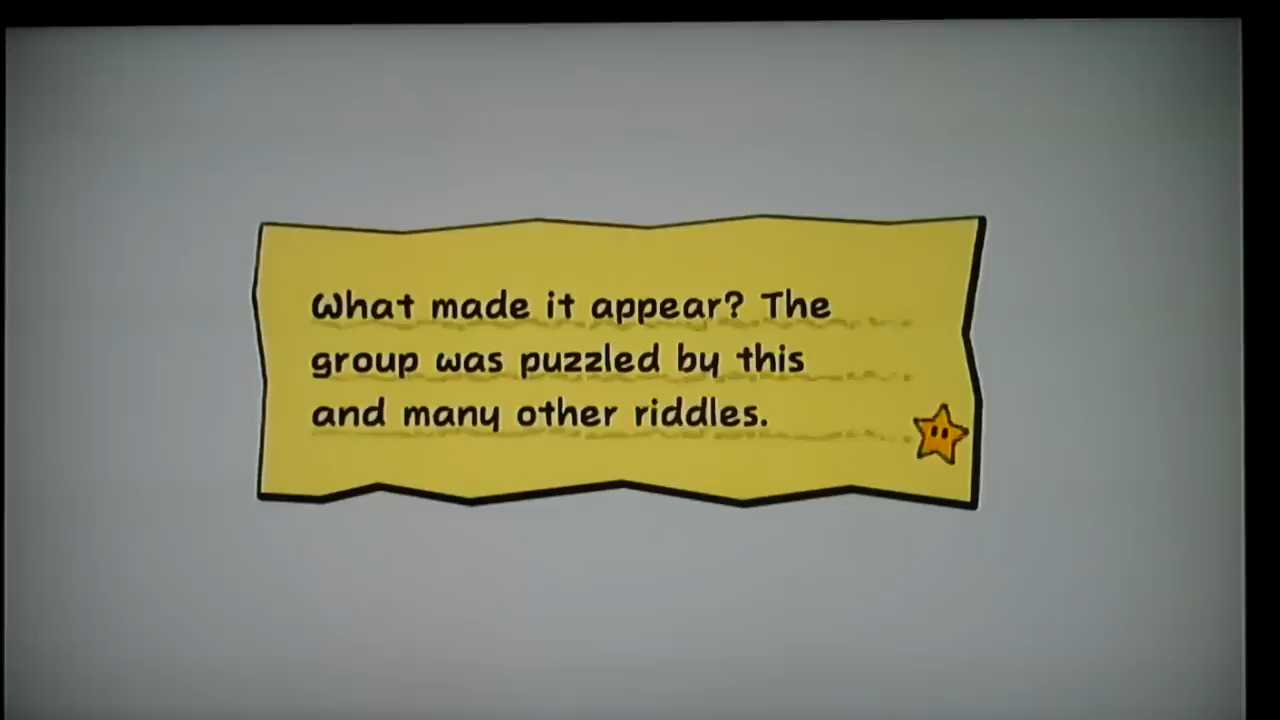 What made it appear? The
group was puzzled by this
and many other riddles.